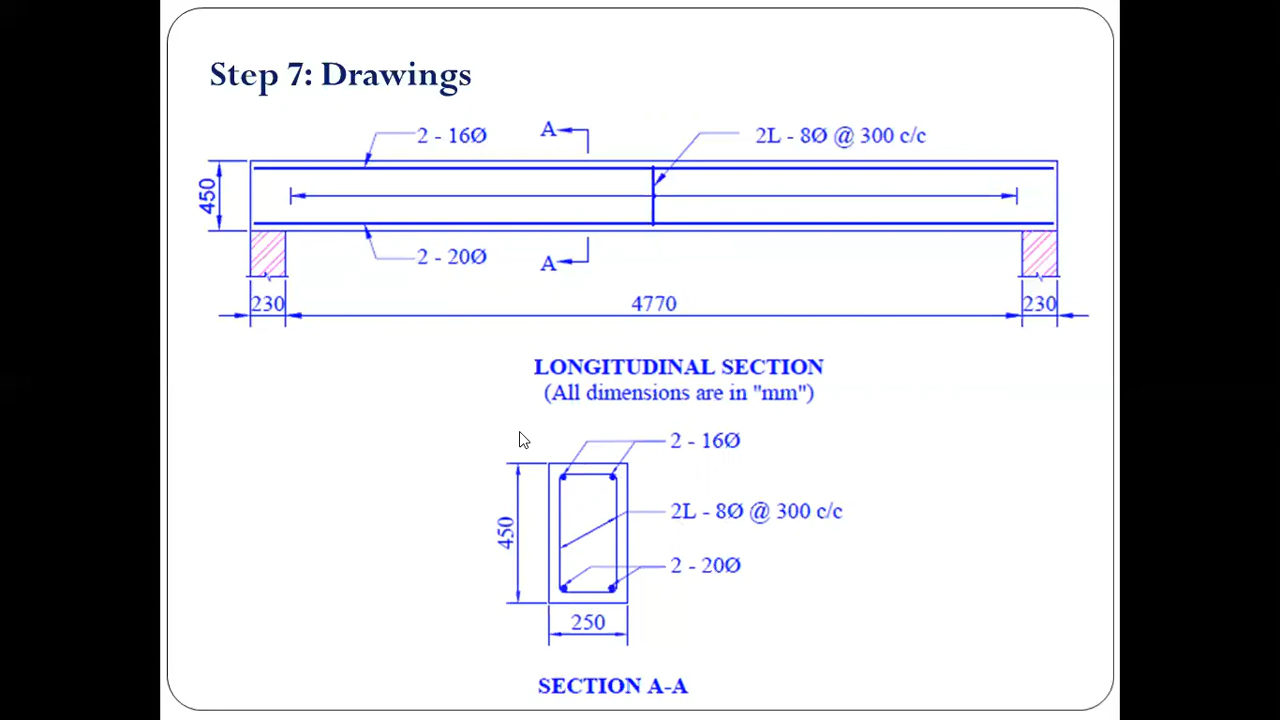 Step 7: Drawings
2 - 16Ø
A
2L - 8Ø @ 300 c/c
450
2 - 20Ø
A
230
4770
230
LONGITUDINAL SECTION
(All dimensions are in "mm")
2 - 16Ø
450
2L - 8Ø @ 300 c/c
2 - 20Ø
250
SECTION A-A